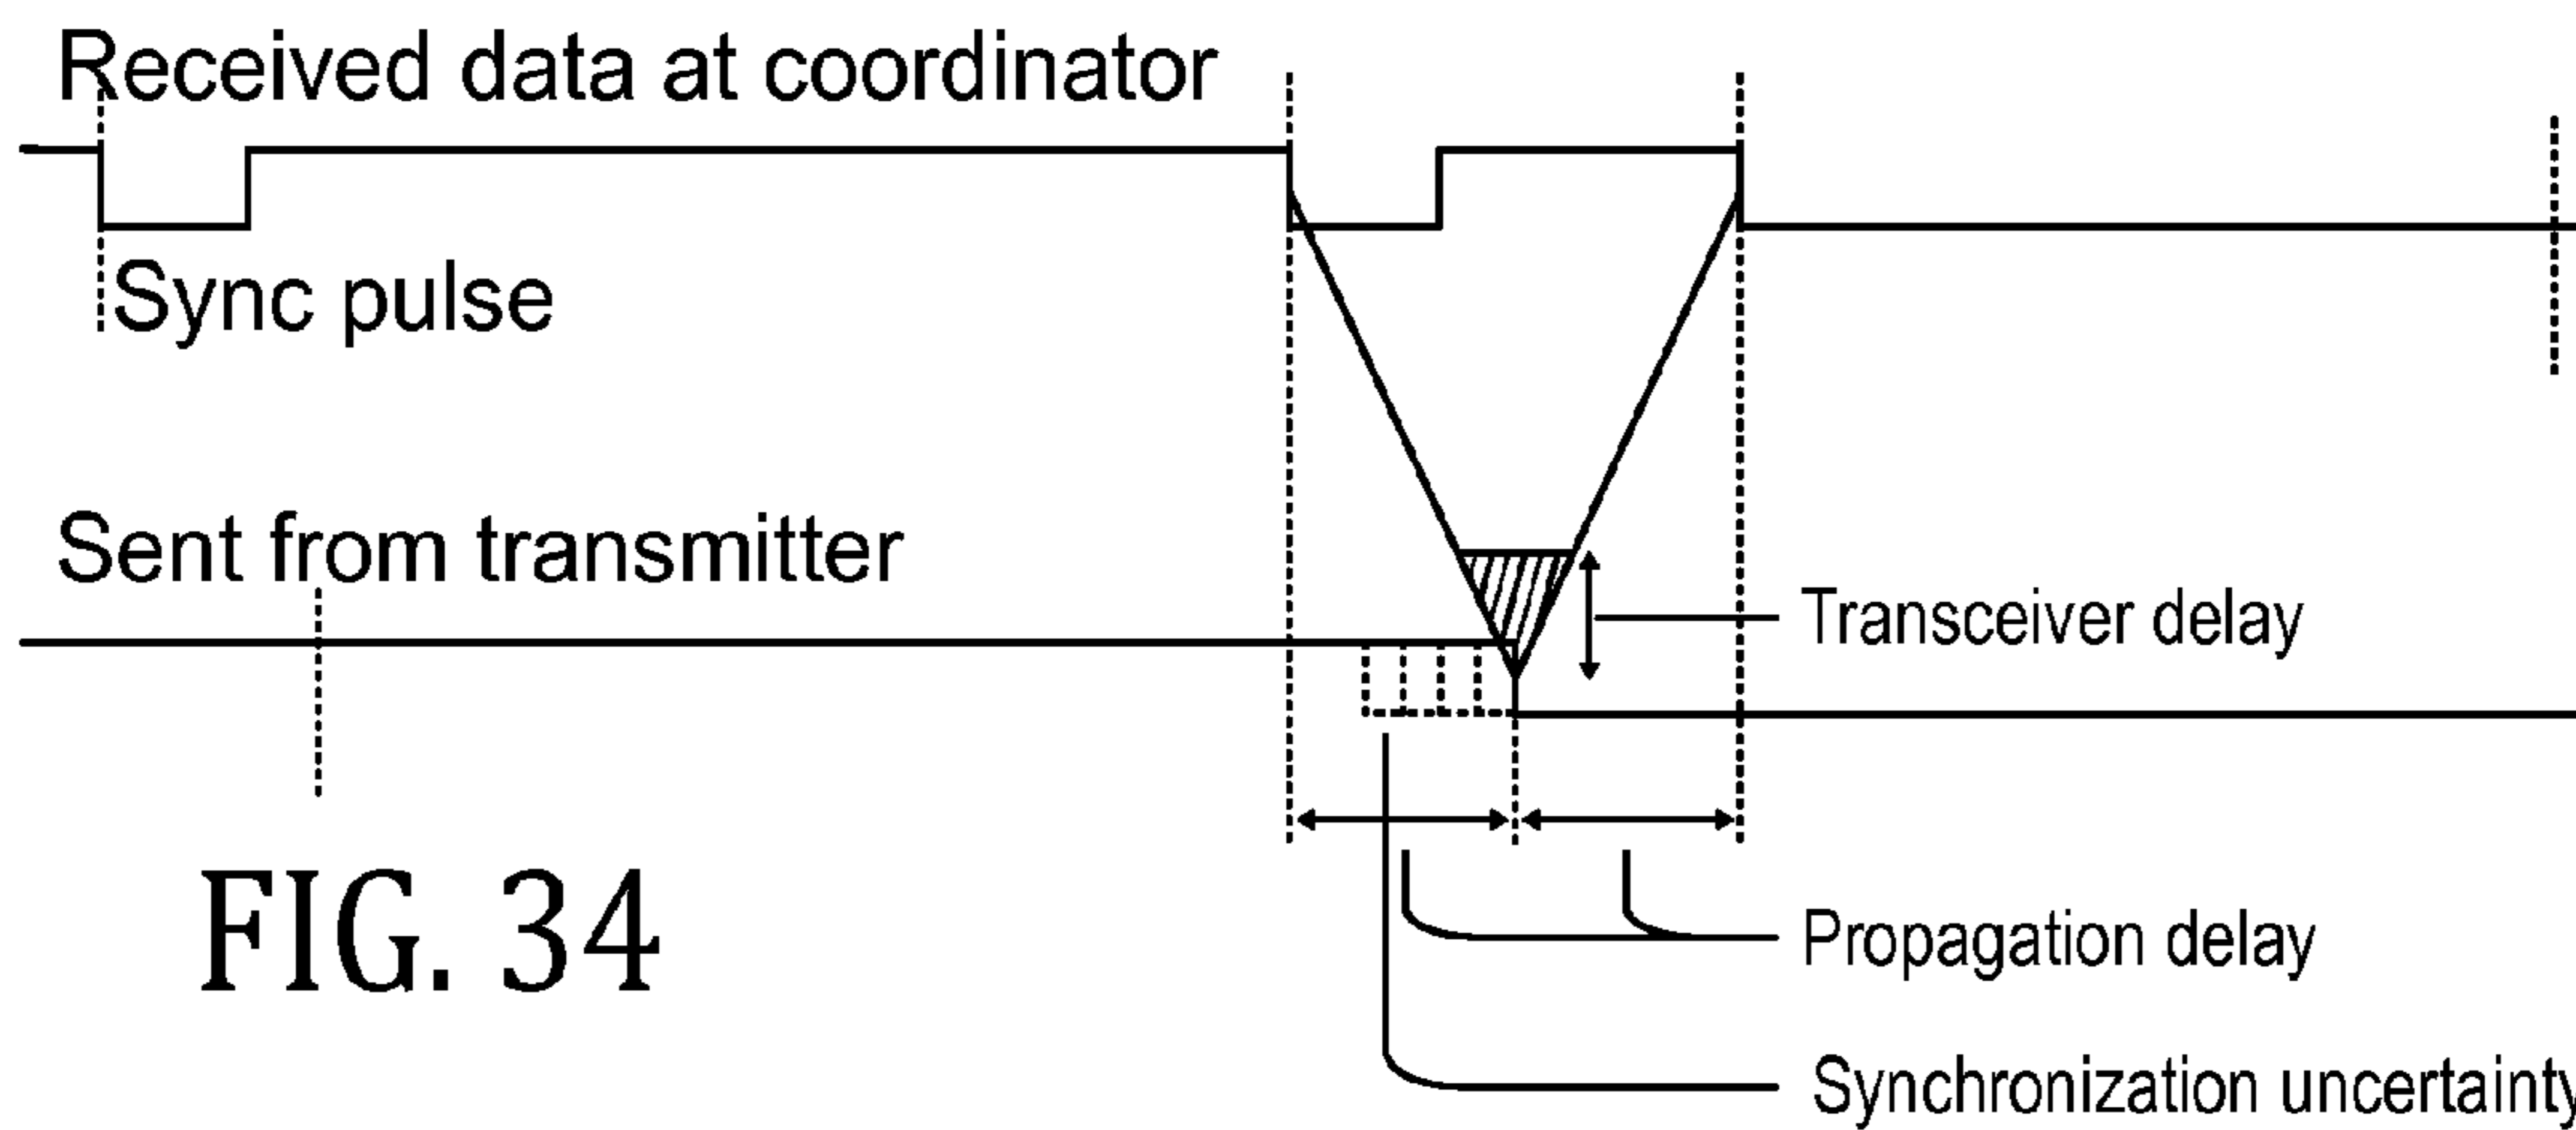 Received data at coordinator
Sync pulse
Sent from transmitter
Transceiver delay
Propagation delay
Synchronization uncertainty
FIG. 34